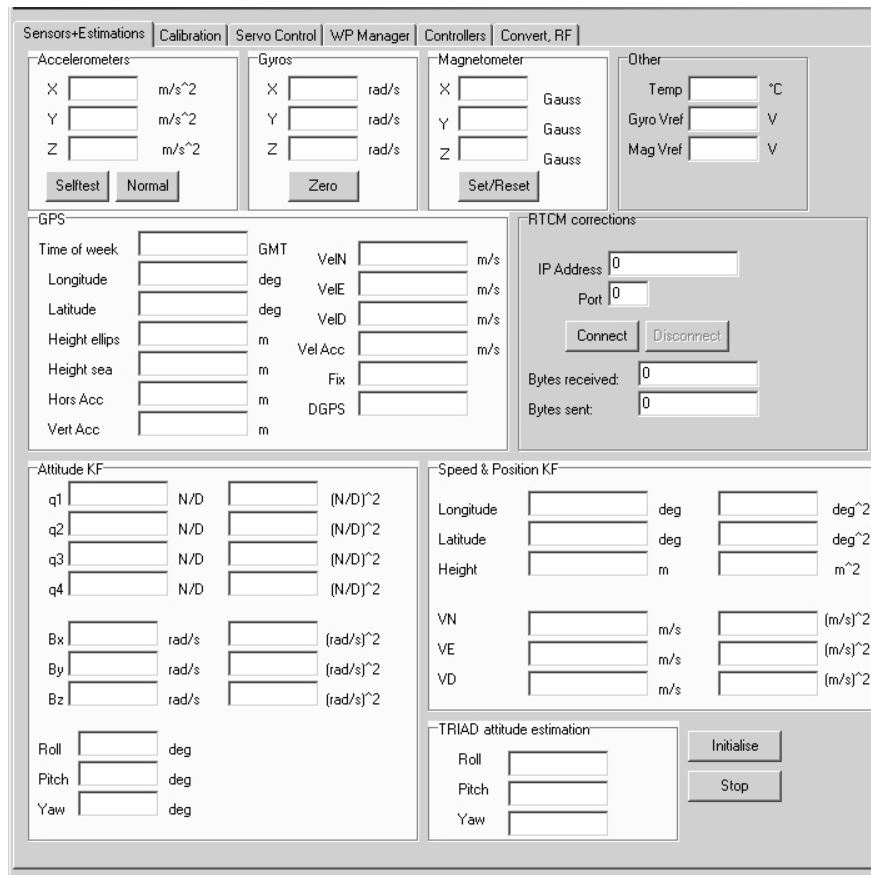 Sensors+Estimations Calibration Servo Control WP Manager Controllers Convert, RF
Accelerometers
X m/s^2
Y m/s^2
Z m/s^2
Selftest Normal
Gyros
X rad/s
Y rad/s
Z rad/s
Zero
Magnetometer
X Gauss
Y Gauss
Z Gauss
Set/Reset
Other
Temp °C
Gyro Vref V
Mag Vref V
GPS
Time of week GMT
Longitude deg
Latitude deg
Height ellips m
Height sea m
Hors Acc m
Vert Acc m
VelN m/s
VelE m/s
VelD m/s
Vel Acc m/s
Fix
DGPS
RTCM corrections
IP Address 0
Port 0
Connect Disconnect
Bytes received: 0
Bytes sent: 0
Attitude KF
q1 N/D (N/D)^2
q2 N/D (N/D)^2
q3 N/D (N/D)^2
q4 N/D (N/D)^2
Bx rad/s (rad/s)^2
By rad/s (rad/s)^2
Bz rad/s (rad/s)^2
Roll deg
Pitch deg
Yaw deg
Speed & Position KF
Longitude deg deg^2
Latitude deg deg^2
Height m m^2
VN m/s (m/s)^2
VE m/s (m/s)^2
VD m/s (m/s)^2
TRIAD attitude estimation
Roll
Pitch
Yaw
Initialise
Stop